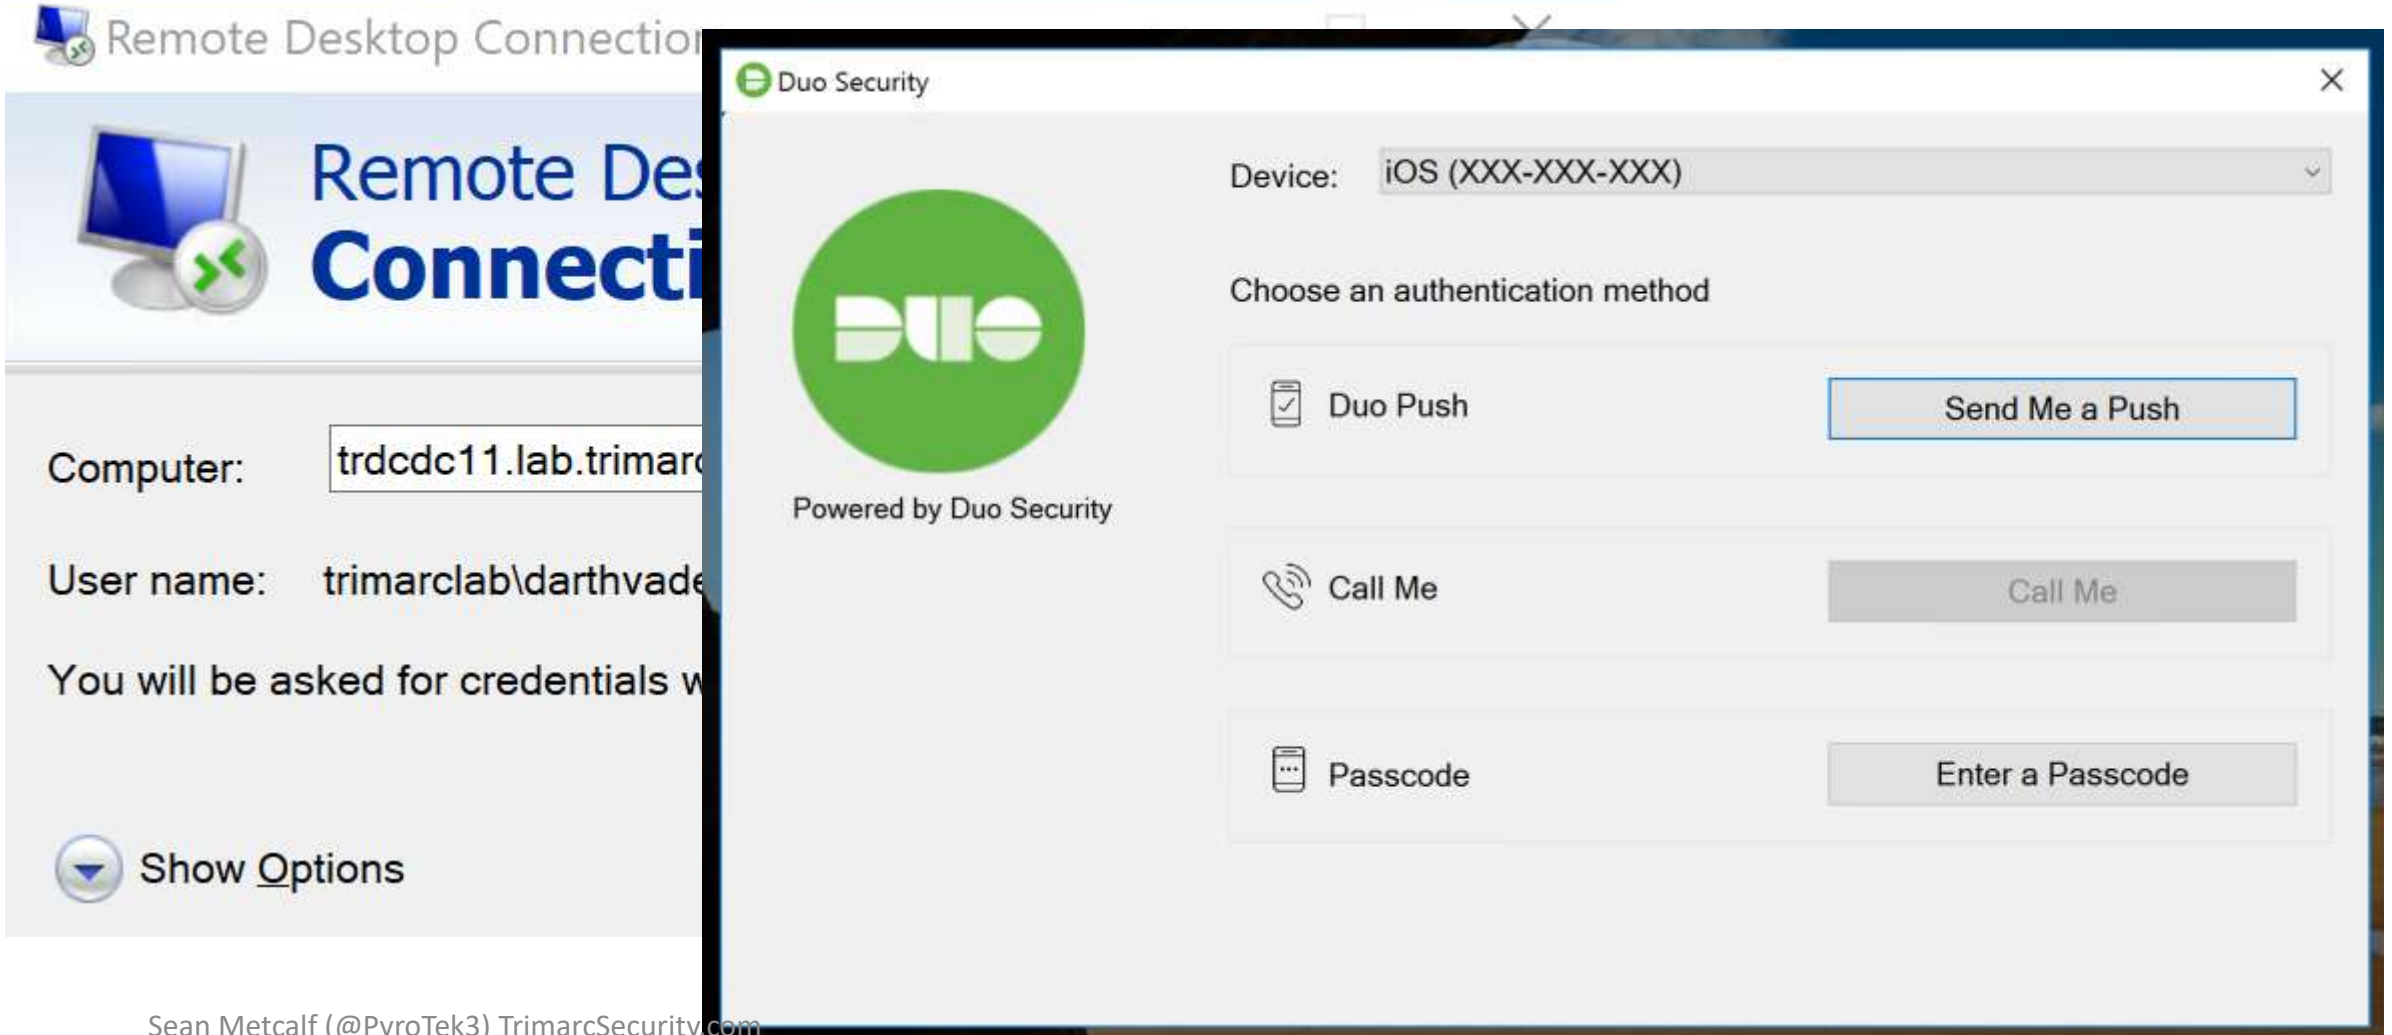 Remote Desktop Connection
Remote Des
Connecti
Computer:
trdcdc11.lab.trimarc
User name:
trimarclab\darthvade
You will be asked for credentials w
Show Options
Duo Security
DUO
Powered by Duo Security
Device:
iOS (XXX-XXX-XXX)
Choose an authentication method
Duo Push
Send Me a Push
Call Me
Call Me
Passcode
Enter a Passcode
Sean Metcalf (@PyroTek3) TrimarcSecurity.com